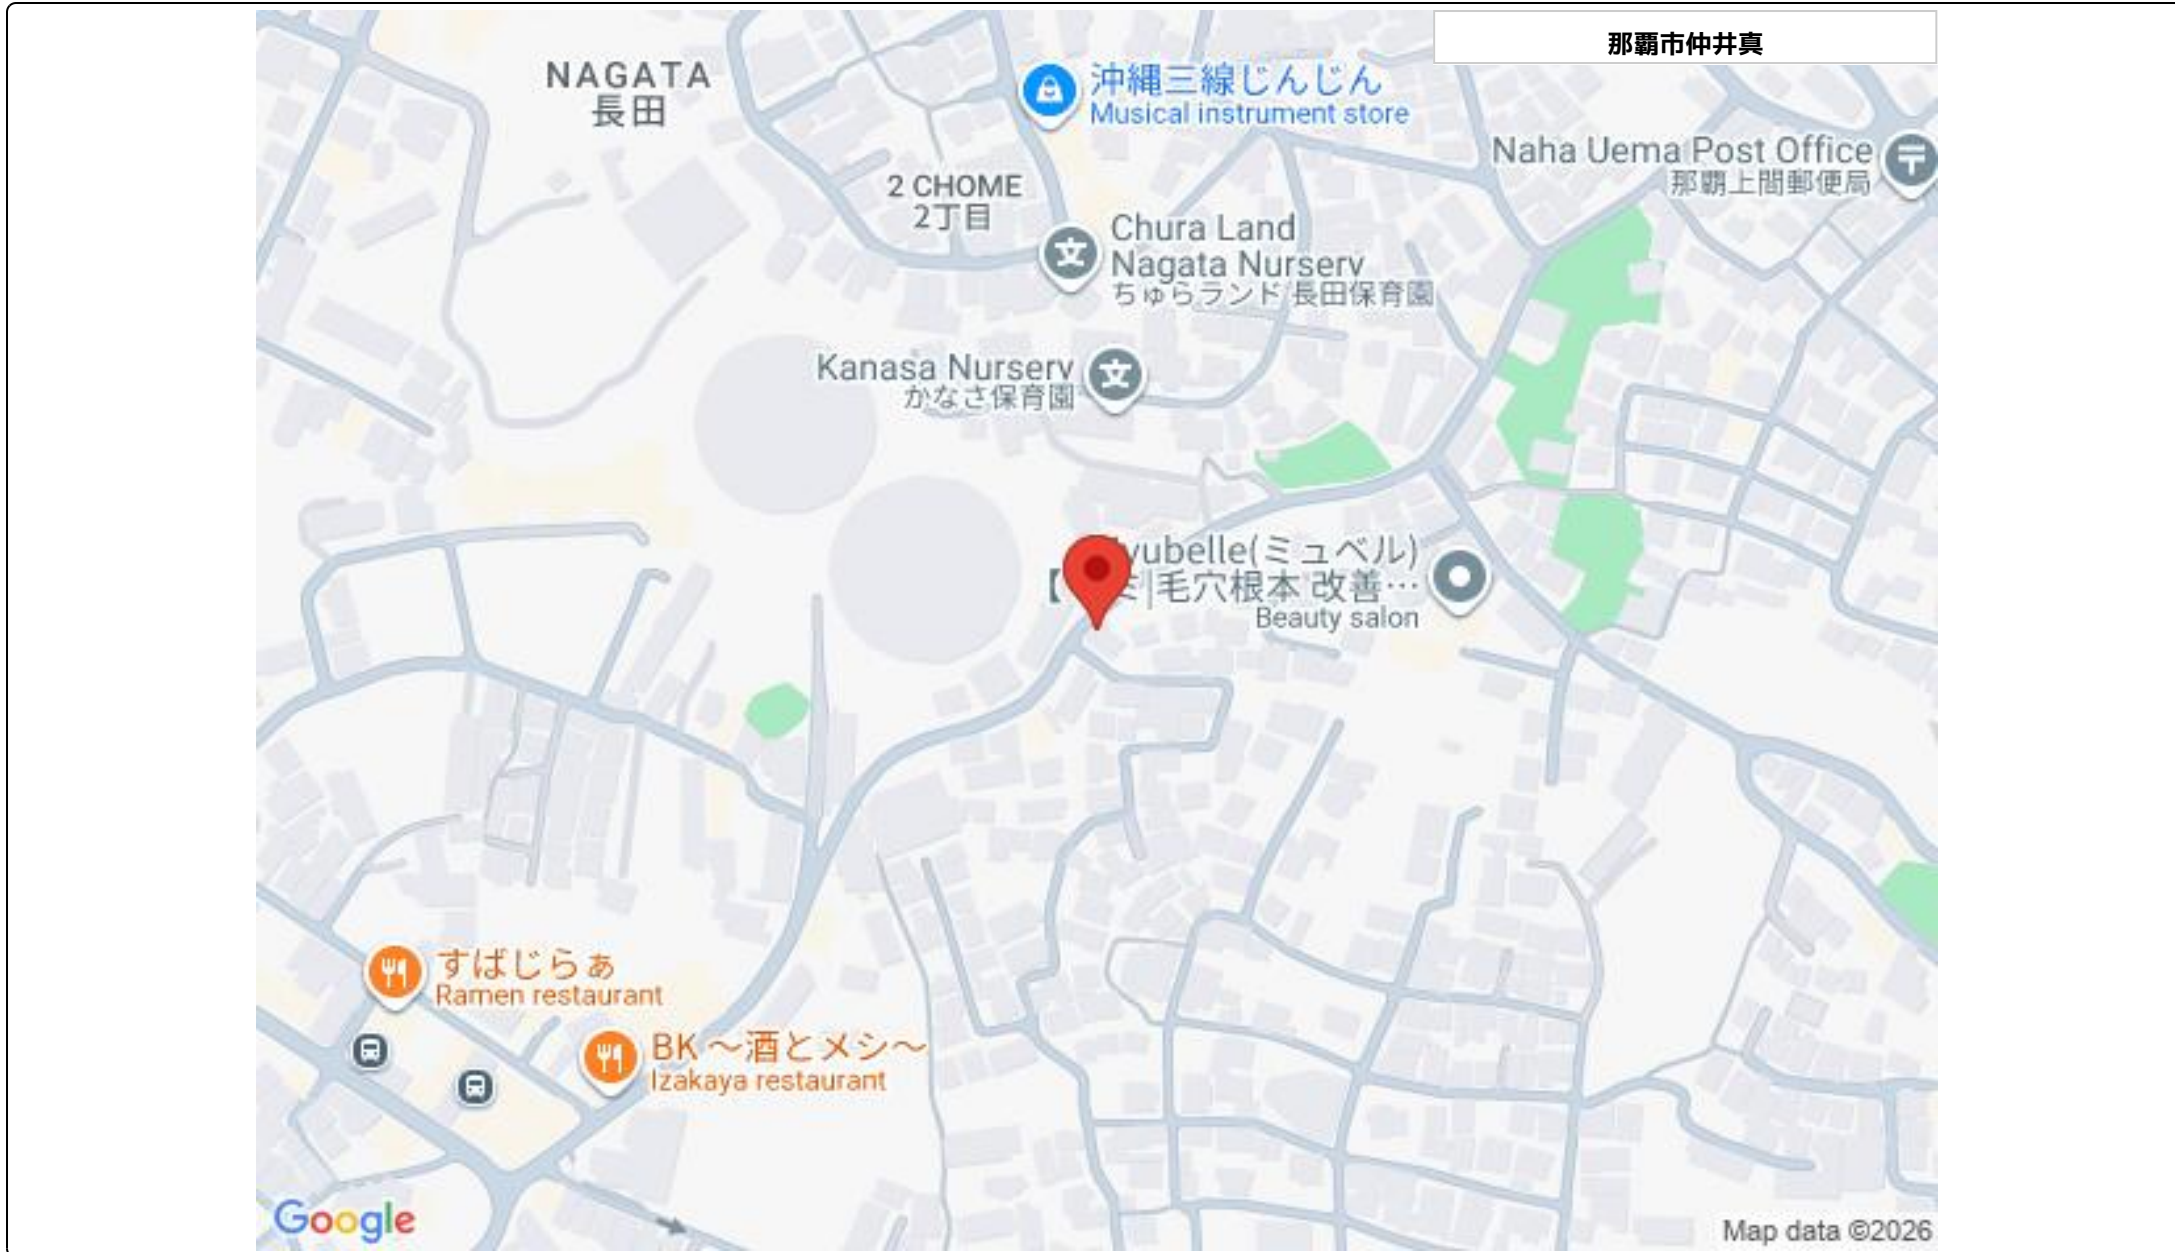 那覇市仲井真
NAGATA
長田
沖縄三線じんじん
Musical instrument store
Naha Uema Post Office
那覇上間郵便局
2 CHOME
2丁目
Chura Land
Nagata Nursery
ちゅらランド 長田保育園
Kanasa Nursery
かなさ保育園
yubelle(ミュベル)
【 ミ|毛穴根本 改善…
Beauty salon
すばじらぁ
Ramen restaurant
BK ～酒とメシ～
Izakaya restaurant
Google
Map data ©2026